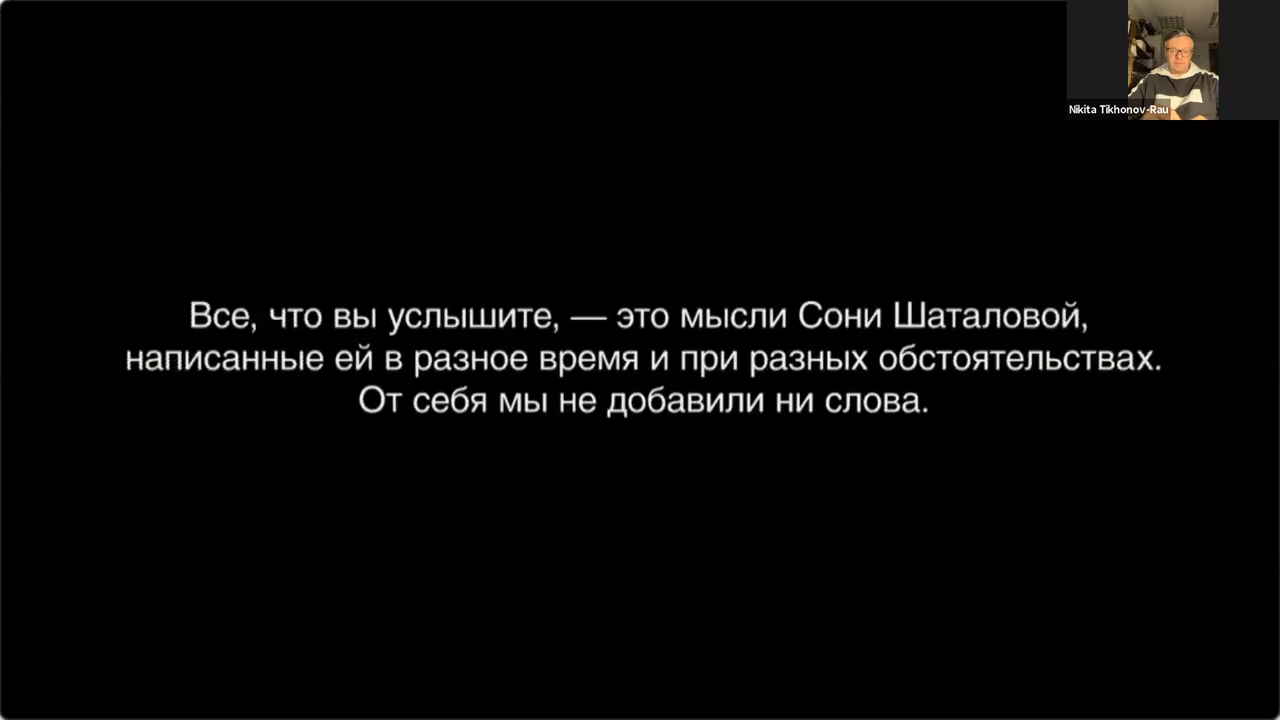 Nikita Tikhonov-Rau
Все, что вы услышите, — это мысли Сони Шаталовой,
написанные ей в разное время и при разных обстоятельствах.
От себя мы не добавили ни слова.